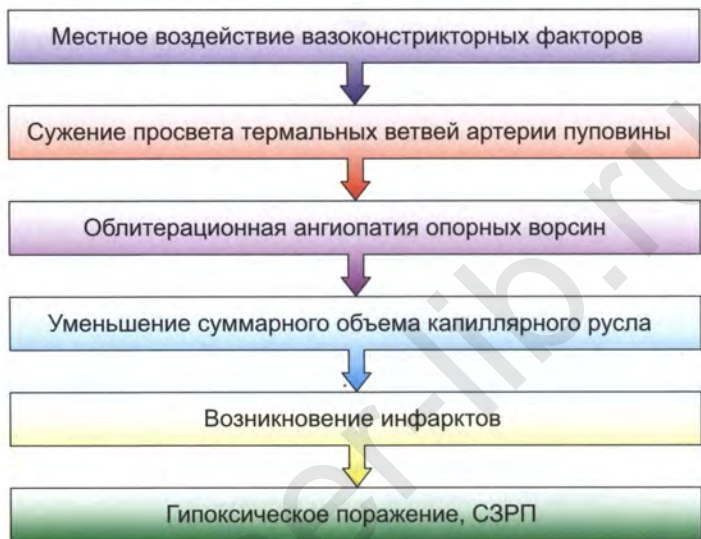 Местное воздействие вазоконстрикторных факторов
Сужение просвета термальных ветвей артерии пуповины
Облитерационная ангиопатия опорных ворсин
Уменьшение суммарного объема капиллярного русла
Возникновение инфарктов
Гипоксическое поражение, СЗРП